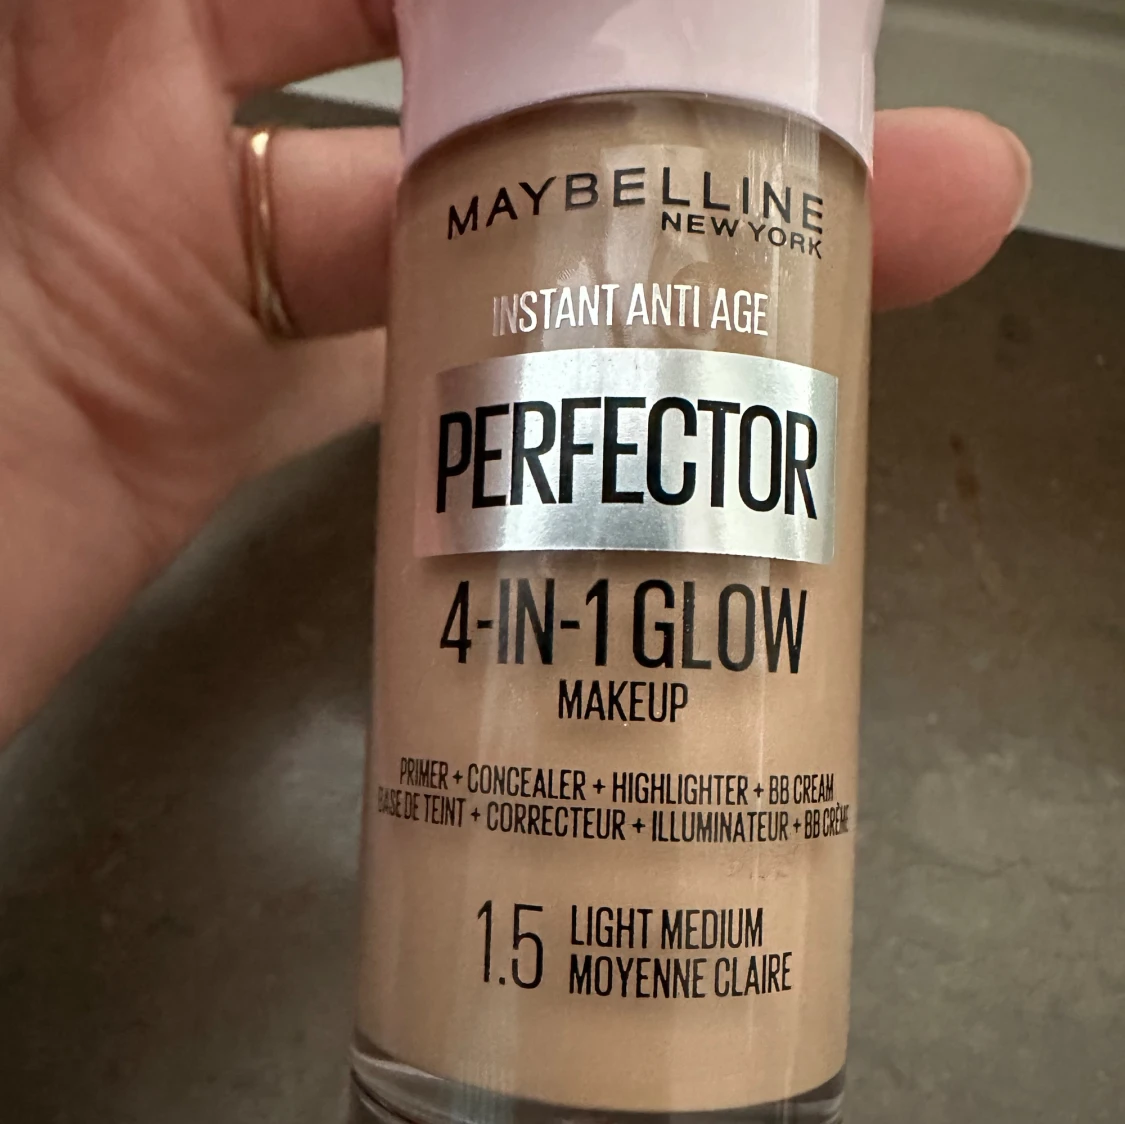 MAYBELLINE
NEW YORK
INSTANT ANTI AGE
PERFECTOR
4-IN-1 GLOW
MAKEUP
PRIMER + CONCEALER + HIGHLIGHTER + BB CREAM
BASE DE TEINT + CORRECTEUR + ILLUMINATEUR + BB CRÈME
1.5 LIGHT MEDIUM
MOYENNE CLAIRE